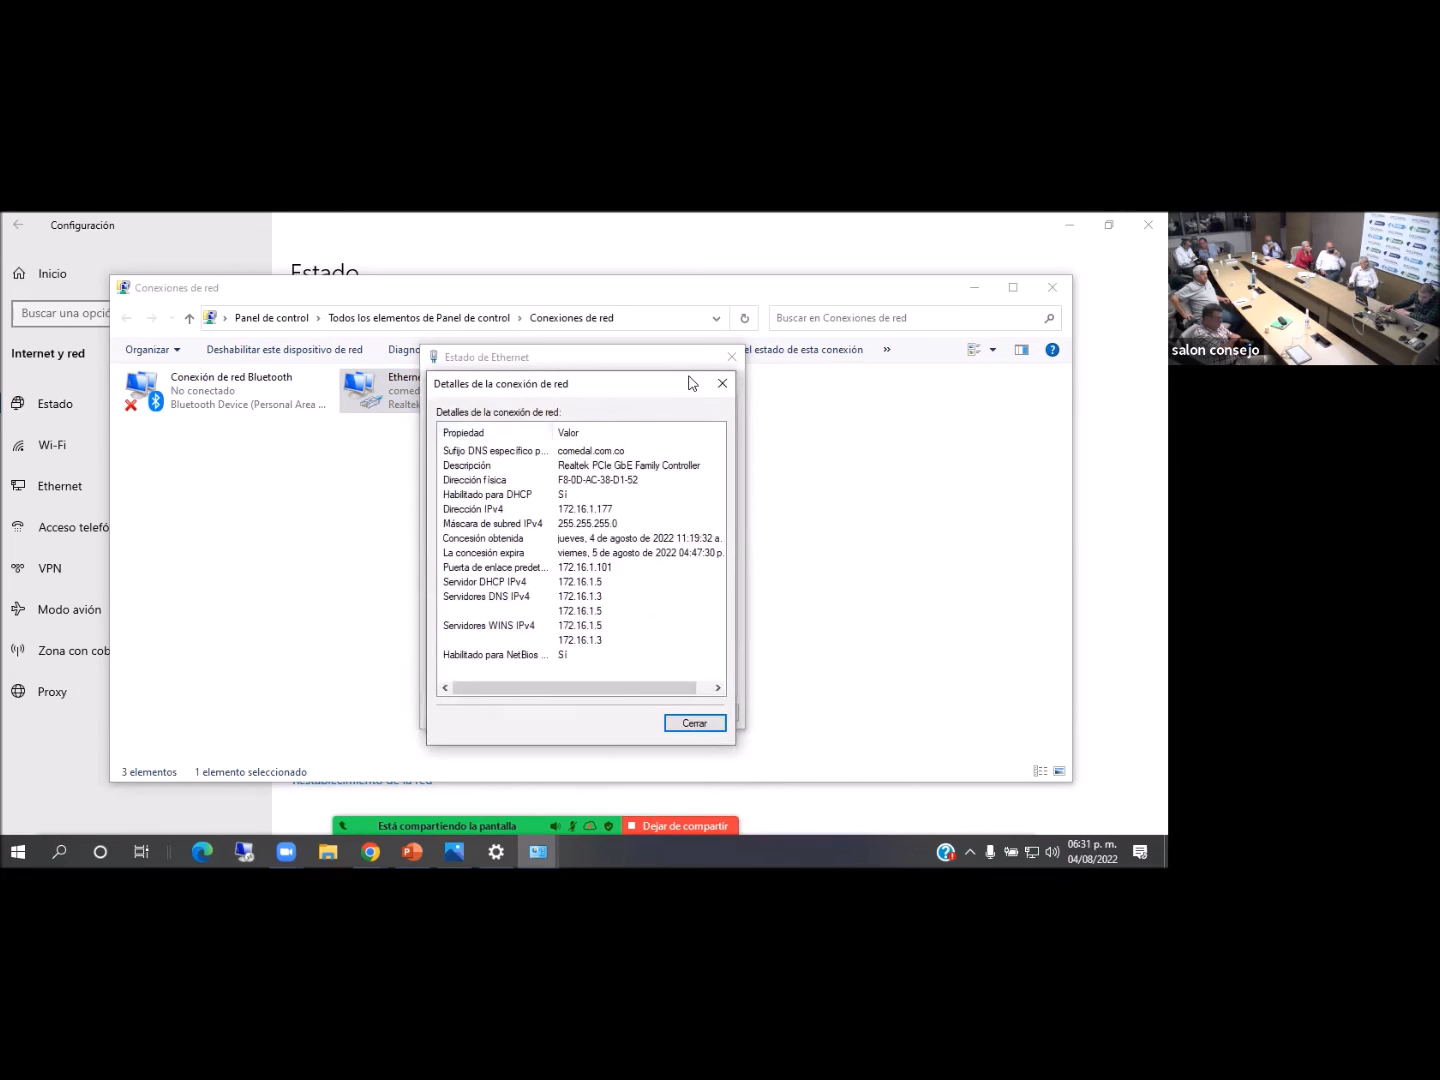 Configuración
Inicio
Buscar una opció
Internet y red
Estado
Wi-Fi
Ethernet
Acceso telefó
VPN
Modo avión
Zona con cob
Proxy
Estado
Conexiones de red
Panel de control › Todos los elementos de Panel de control › Conexiones de red
Buscar en Conexiones de red
Organizar
Deshabilitar este dispositivo de red
Diagno
el estado de esta conexión
»
Conexión de red Bluetooth
No conectado
Bluetooth Device (Personal Area ...
Etherne
comeda
Realtek
Estado de Ethernet
Detalles de la conexión de red
Detalles de la conexión de red:
Propiedad Valor
Sufijo DNS específico p... comedal.com.co
Descripción Realtek PCIe GbE Family Controller
Dirección física F8-0D-AC-38-D1-52
Habilitado para DHCP Sí
Dirección IPv4 172.16.1.177
Máscara de subred IPv4 255.255.255.0
Concesión obtenida jueves, 4 de agosto de 2022 11:19:32 a.
La concesión expira viernes, 5 de agosto de 2022 04:47:30 p.
Puerta de enlace predet... 172.16.1.101
Servidor DHCP IPv4 172.16.1.5
Servidores DNS IPv4 172.16.1.3
172.16.1.5
Servidores WINS IPv4 172.16.1.5
172.16.1.3
Habilitado para NetBios ... Sí
Cerrar
3 elementos 1 elemento seleccionado
Restablecimiento de la red
Está compartiendo la pantalla
Dejar de compartir
06:31 p. m.
04/08/2022
salon consejo